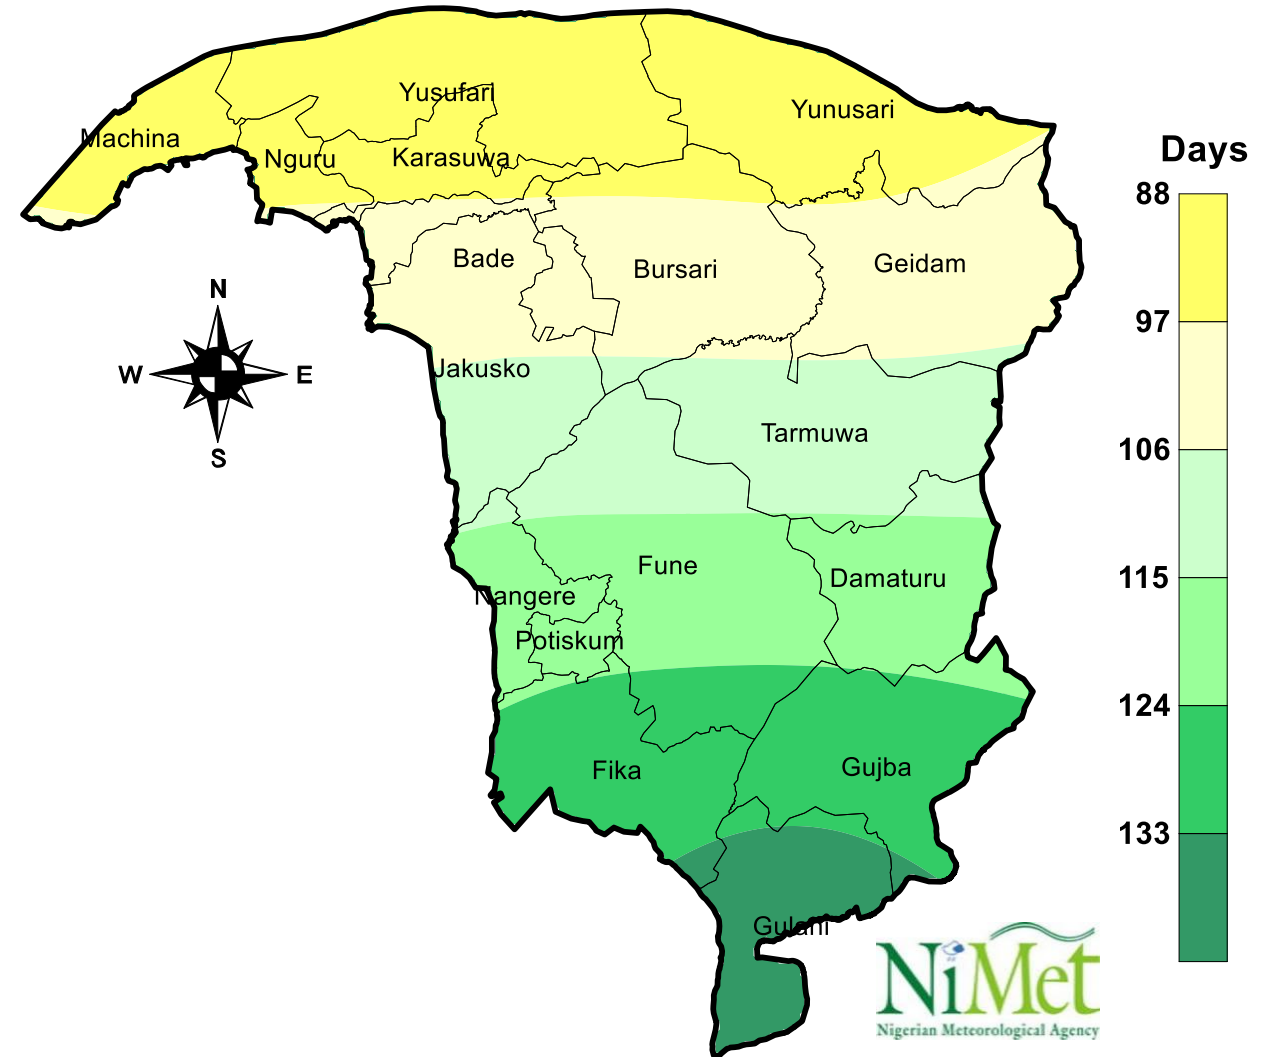 Yusufari
Yunusari
Machina
Nguru
Karasuwa
Days
88
Bade
Bursari
Geidam
N
97
W
E
Jakusko
S
Tarmuwa
106
Fune
Damaturu
115
Nangere
Potiskum
124
Fika
Gujba
133
Gulani
NiMet
Nigerian Meteorological Agency